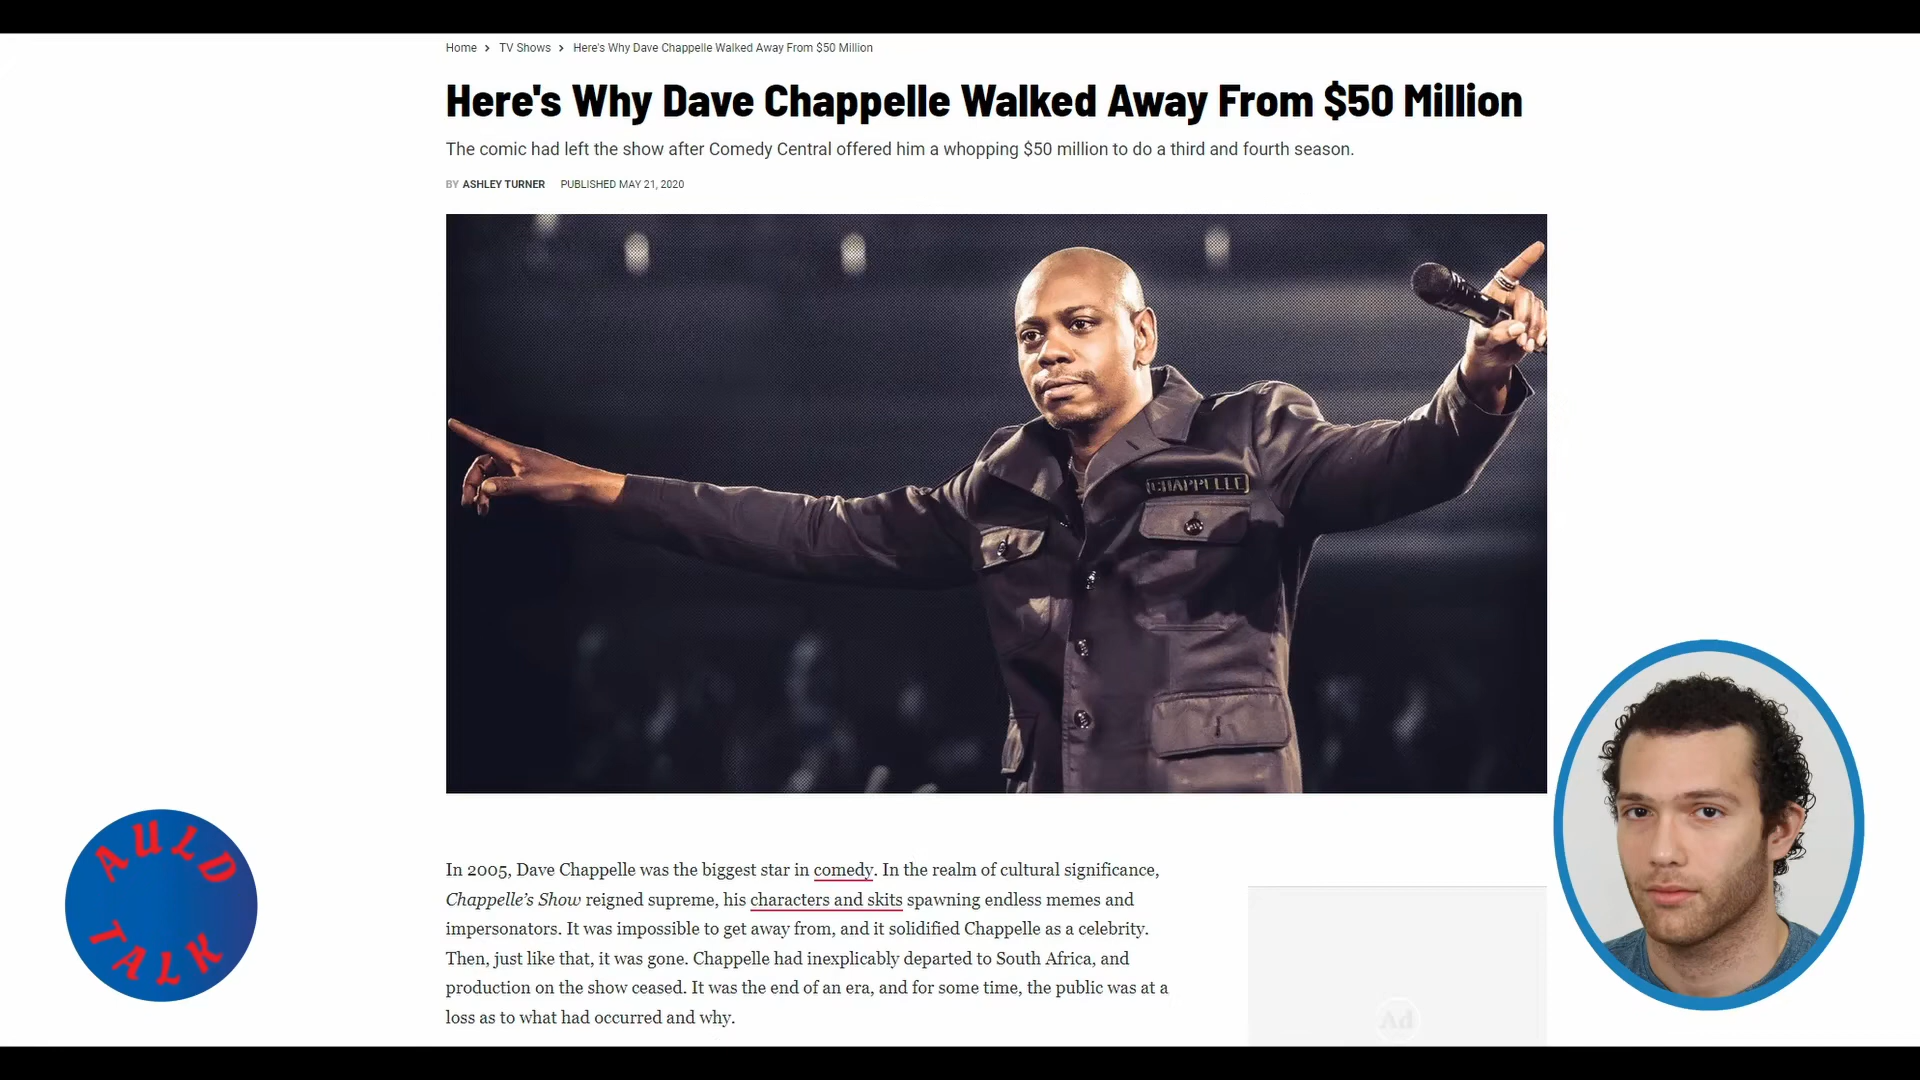 Home > TV Shows > Here's Why Dave Chappelle Walked Away From $50 Million
Here's Why Dave Chappelle Walked Away From $50 Million
The comic had left the show after Comedy Central offered him a whopping $50 million to do a third and fourth season.
BY ASHLEY TURNER PUBLISHED MAY 21, 2020
CHAPPELLE
In 2005, Dave Chappelle was the biggest star in comedy. In the realm of cultural significance,
Chappelle's Show reigned supreme, his characters and skits spawning endless memes and
impersonators. It was impossible to get away from, and it solidified Chappelle as a celebrity.
Then, just like that, it was gone. Chappelle had inexplicably departed to South Africa, and
production on the show ceased. It was the end of an era, and for some time, the public was at a
loss as to what had occurred and why.
Ad
AULD
TALK